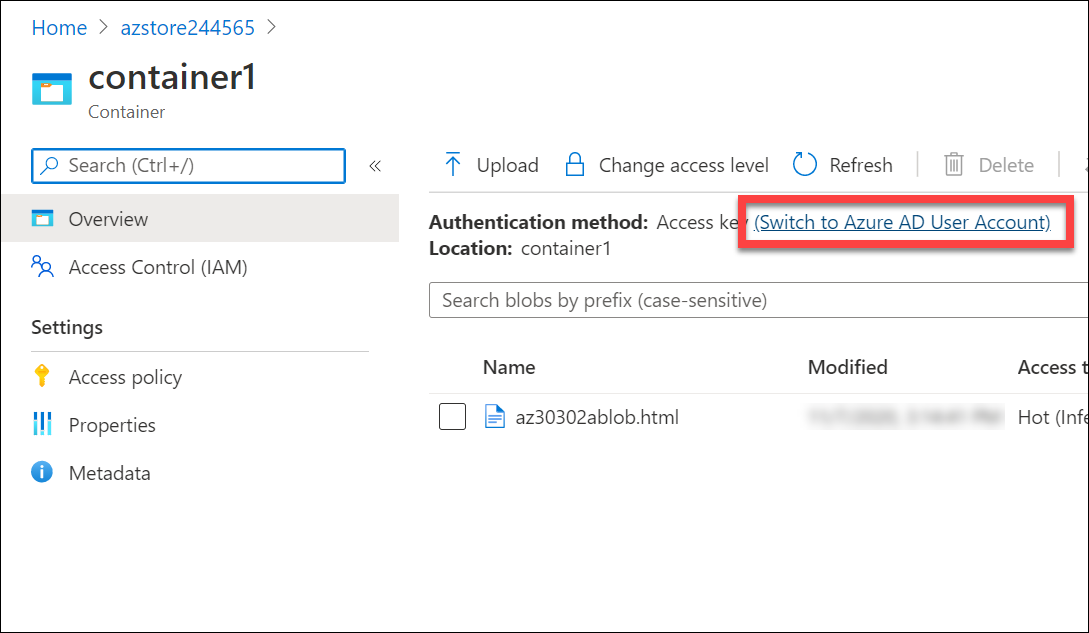 Home > azstore244565 >
container1
Container
Search (Ctrl+/)
«
Upload Change access level Refresh Delete
Overview
Authentication method: Access key (Switch to Azure AD User Account)
Location: container1
Access Control (IAM)
Search blobs by prefix (case-sensitive)
Settings
Name Modified Access t
Access policy
az30302ablob.html Hot (Infe
Properties
Metadata